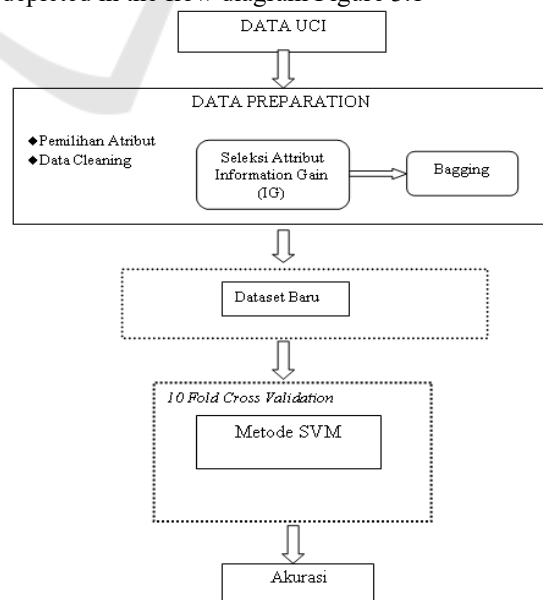 depicted in the flow diagram Figure 3.1
DATA UCI
DATA PREPARATION
◆Pemilihan Atribut
◆Data Cleaning
Seleksi Attribut
Information Gain
(IG)
Bagging
Dataset Baru
10 Fold Cross Validation
Metode SVM
Akurasi